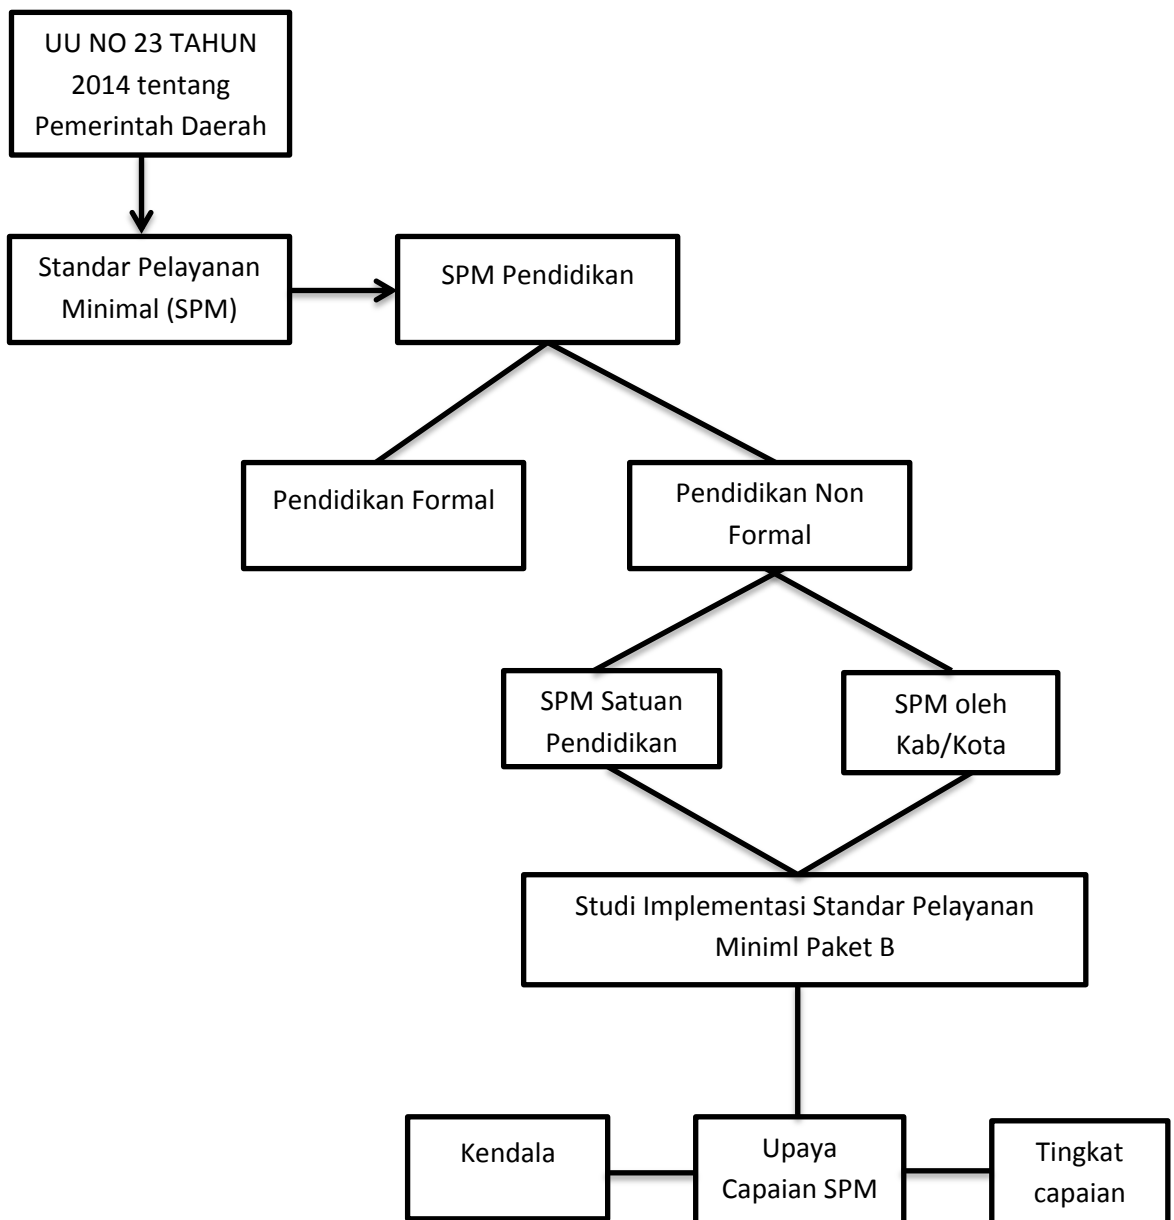 UU NO 23 TAHUN
2014 tentang
Pemerintah Daerah
Standar Pelayanan
Minimal (SPM)
SPM Pendidikan
Pendidikan Formal
Pendidikan Non
Formal
SPM Satuan
Pendidikan
SPM oleh
Kab/Kota
Studi Implementasi Standar Pelayanan
Miniml Paket B
Kendala
Upaya
Capaian SPM
Tingkat
capaian